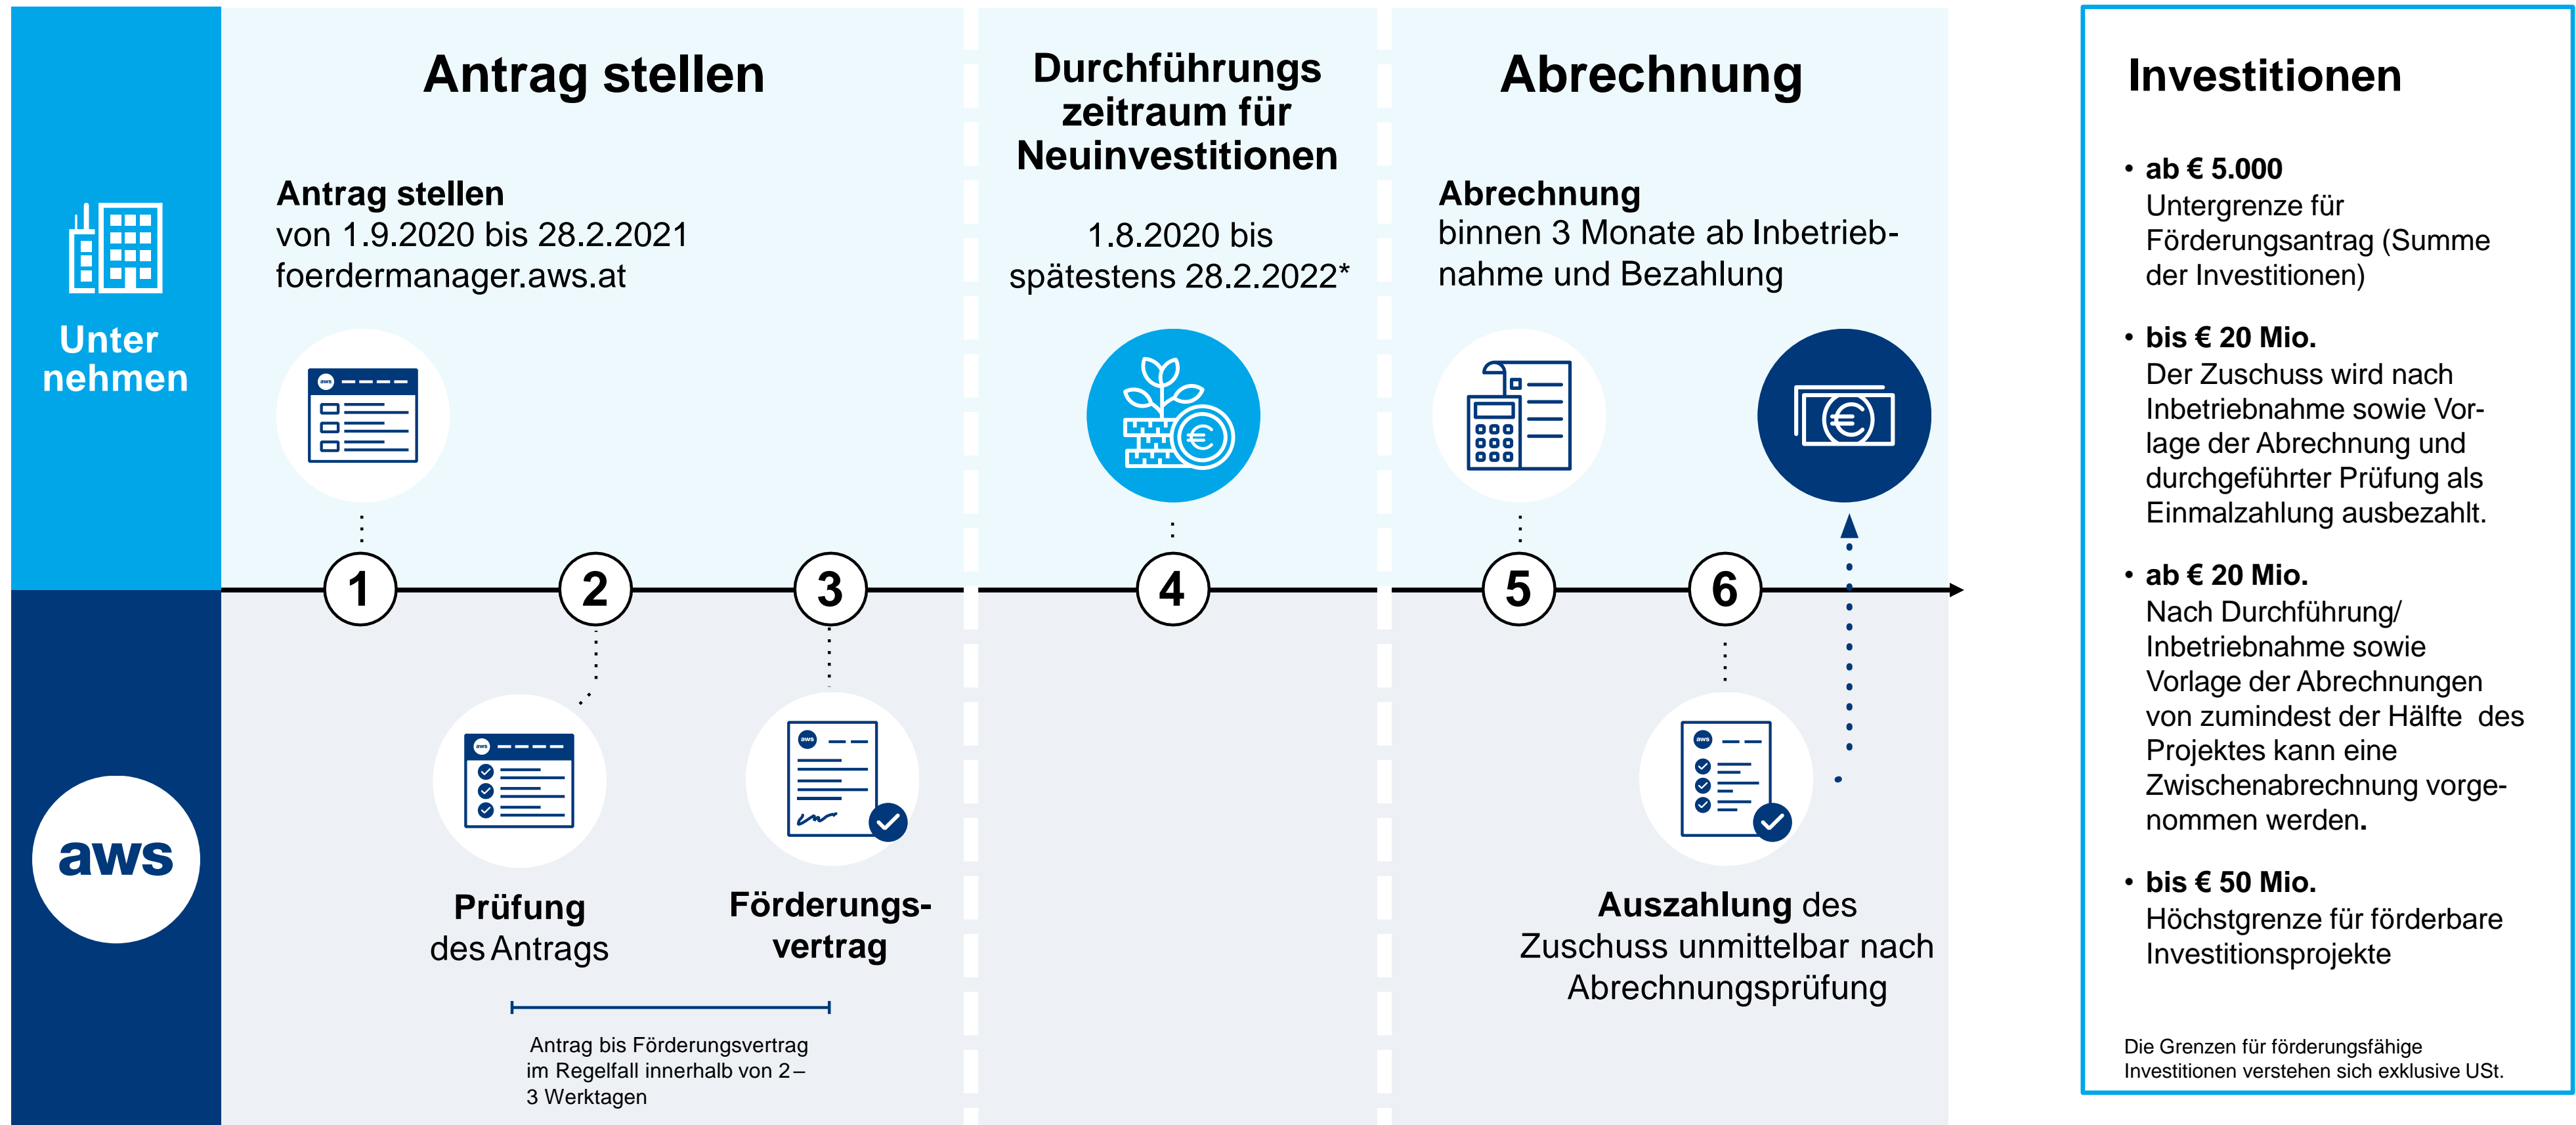 Unter
nehmen
aws
Antrag stellen
Antrag stellen
von 1.9.2020 bis 28.2.2021
foerdermanager.aws.at
aws
1
2
3
aws
aws
Prüfung
des Antrags
Förderungs-
vertrag
Antrag bis Förderungsvertrag
im Regelfall innerhalb von 2–
3 Werktagen
Durchführungs
zeitraum für
Neuinvestitionen
1.8.2020 bis
spätestens 28.2.2022*
€
4
Abrechnung
Abrechnung
binnen 3 Monate ab Inbetrieb-
nahme und Bezahlung
€
5
6
aws
Auszahlung des
Zuschuss unmittelbar nach
Abrechnungsprüfung
Investitionen
• ab € 5.000
Untergrenze für
Förderungsantrag (Summe
der Investitionen)
• bis € 20 Mio.
Der Zuschuss wird nach
Inbetriebnahme sowie Vor-
lage der Abrechnung und
durchgeführter Prüfung als
Einmalzahlung ausbezahlt.
• ab € 20 Mio.
Nach Durchführung/
Inbetriebnahme sowie
Vorlage der Abrechnungen
von zumindest der Hälfte des
Projektes kann eine
Zwischenabrechnung vorge-
nommen werden.
• bis € 50 Mio.
Höchstgrenze für förderbare
Investitionsprojekte
Die Grenzen für förderungsfähige
Investitionen verstehen sich exklusive USt.